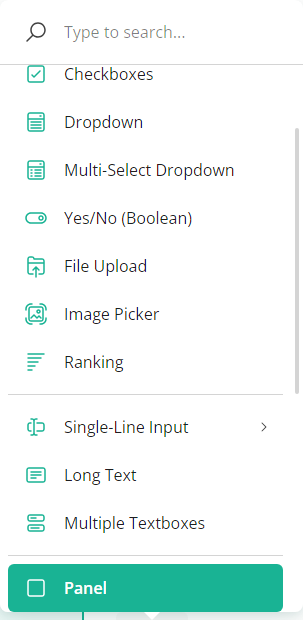 Type to search...
Checkboxes
Dropdown
Multi-Select Dropdown
Yes/No (Boolean)
File Upload
Image Picker
Ranking
Single-Line Input
Long Text
Multiple Textboxes
Panel